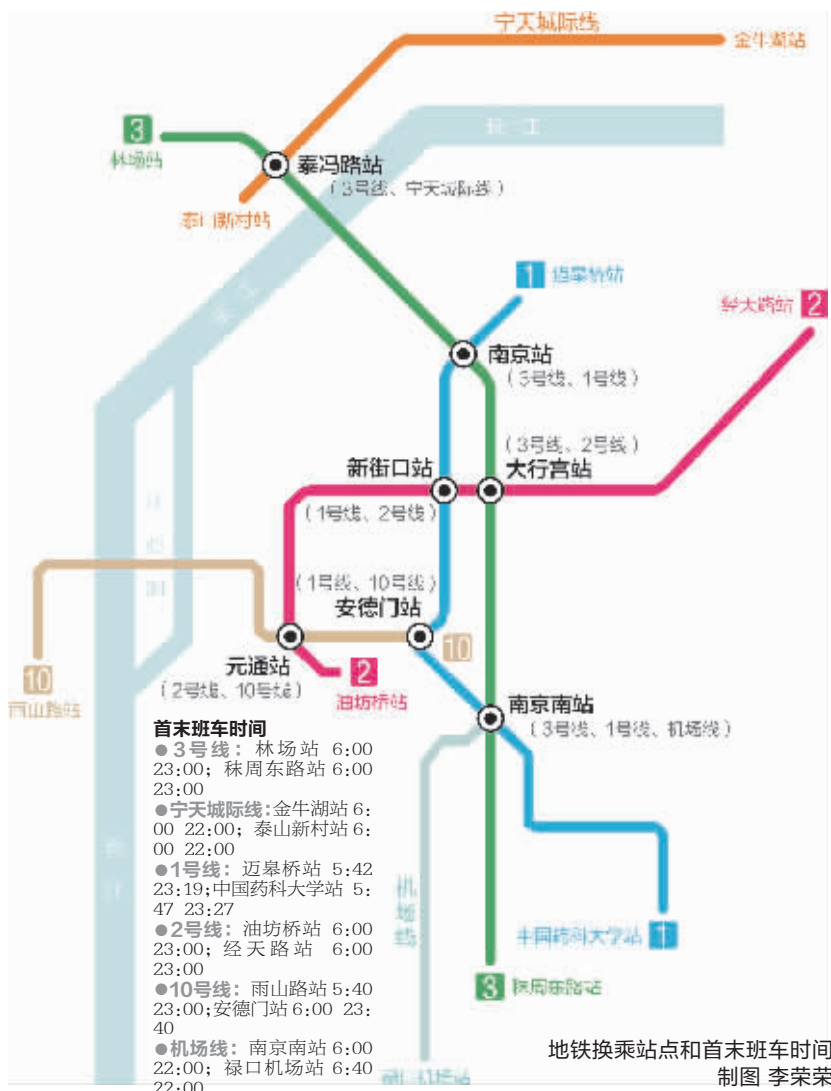 宁天城际线
金牛湖站
长 江
3
林场站
泰冯路站
(3号线、宁天城际线)
泰山新村站
1 迈皋桥站
经天路站 2
长 江
南京站
(3号线、1号线)
(3号线、2号线)
新街口站
大行宫站
(1号线、2号线)
(1号线、10号线)
安德门站
10
元通站
(2号线、10号线)
10
雨山路站
2
油坊桥站
南京南站
(3号线、1号线、机场线)
首末班车时间
●3号线：林场站 6:00
23:00；秣周东路站 6:00
23:00
●宁天城际线:金牛湖站 6:
00 22:00；泰山新村站 6:
00 22:00
●1号线：迈皋桥站 5:42
23:19;中国药科大学站 5:
47 23:27
●2号线：油坊桥站 6:00
23:00；经天路站 6:00
23:00
●10号线：雨山路站 5:40
23:00;安德门站 6:00 23:
40
●机场线：南京南站 6:00
22:00；禄口机场站 6:40
22:00
机场线
中国药科大学站 1
3 秣周东路站
禄口机场站
地铁换乘站点和首末班车时间
制图 李荣荣